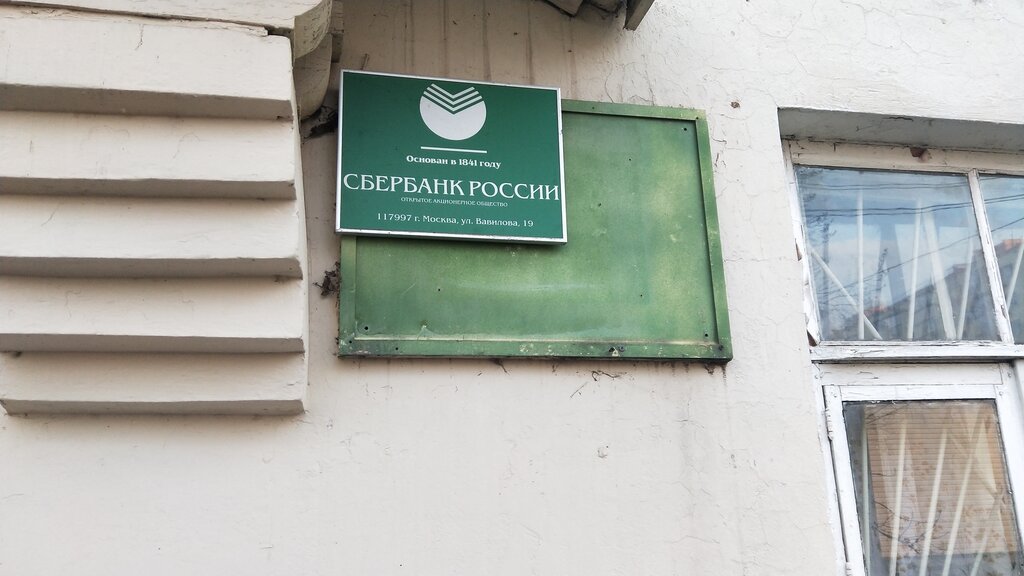 Основан в 1841 году
СБЕРБАНК РОССИИ
ОТКРЫТОЕ АКЦИОНЕРНОЕ ОБЩЕСТВО
117997 г. Москва, ул. Вавилова, 19